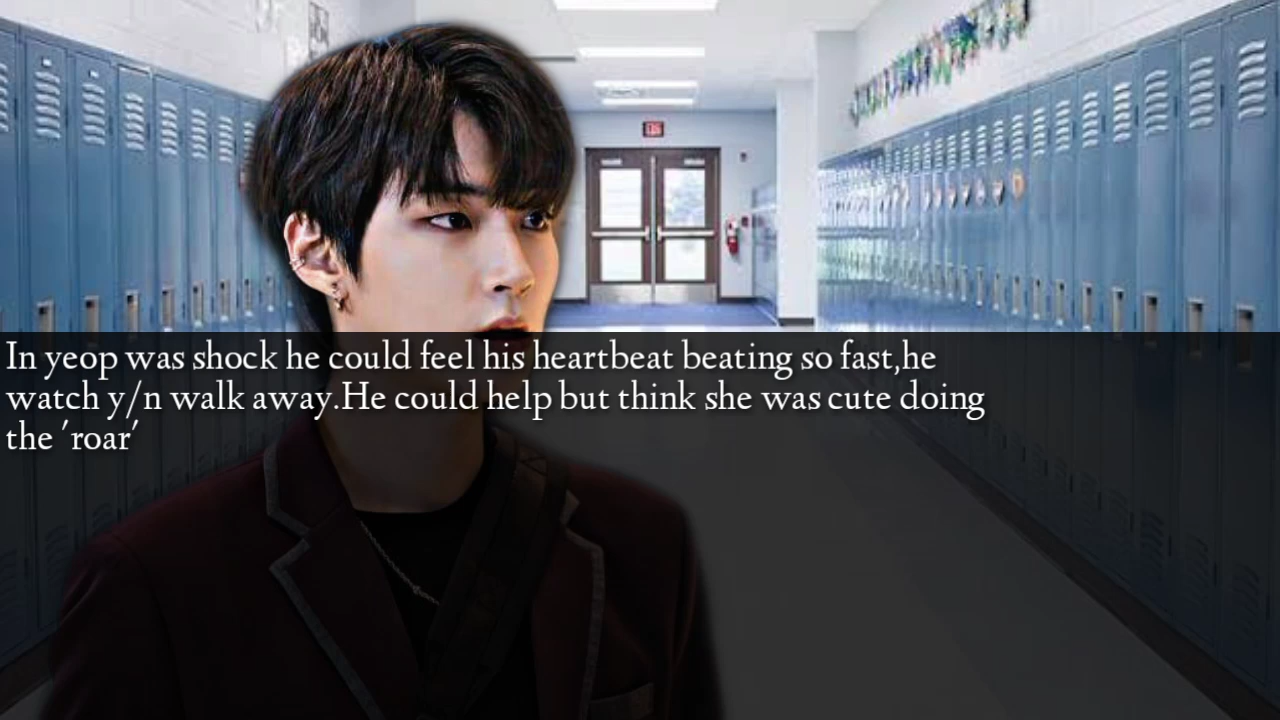 In yeop was shock he could feel his heartbeat beating so fast,he
watch y/n walk away.He could help but think she was cute doing
the 'roar'